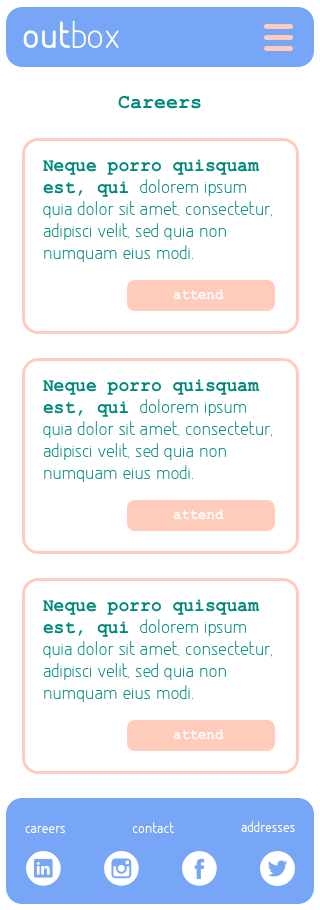 outbox
Careers
Neque porro quisquam
est, qui dolorem ipsum
quia dolor sit amet, consectetur,
adipisci velit, sed quia non
numquam eius modi.
attend
Neque porro quisquam
est, qui dolorem ipsum
quia dolor sit amet, consectetur,
adipisci velit, sed quia non
numquam eius modi.
attend
Neque porro quisquam
est, qui dolorem ipsum
quia dolor sit amet, consectetur,
adipisci velit, sed quia non
numquam eius modi.
attend
careers contact addresses